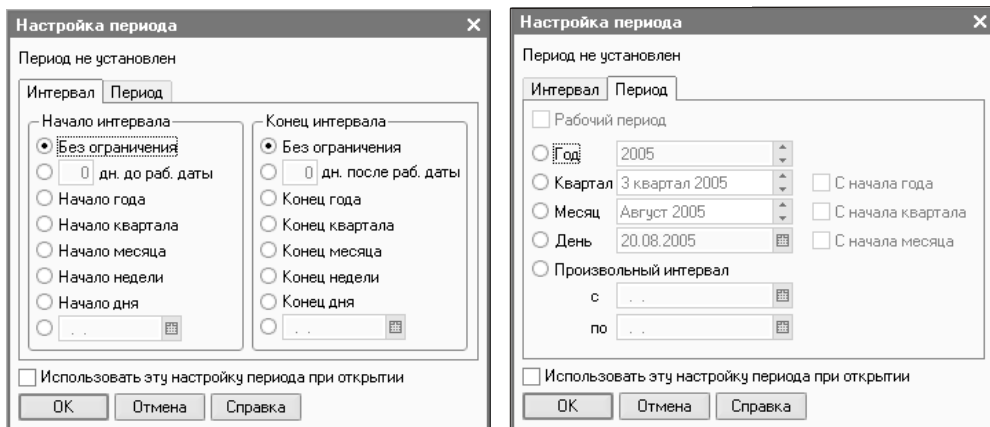 Настройка периода
Период не установлен
Интервал Период
Начало интервала
Без ограничения
0 дн. до раб. даты
Начало года
Начало квартала
Начало месяца
Начало недели
Начало дня
. .
Конец интервала
Без ограничения
0 дн. после раб. даты
Конец года
Конец квартала
Конец месяца
Конец недели
Конец дня
. .
Использовать эту настройку периода при открытии
OK Отмена Справка
Настройка периода
Период не установлен
Интервал Период
Рабочий период
Год 2005
Квартал 3 квартал 2005 С начала года
Месяц Август 2005 С начала квартала
День 20.08.2005 С начала месяца
Произвольный интервал
с . .
по . .
Использовать эту настройку периода при открытии
OK Отмена Справка